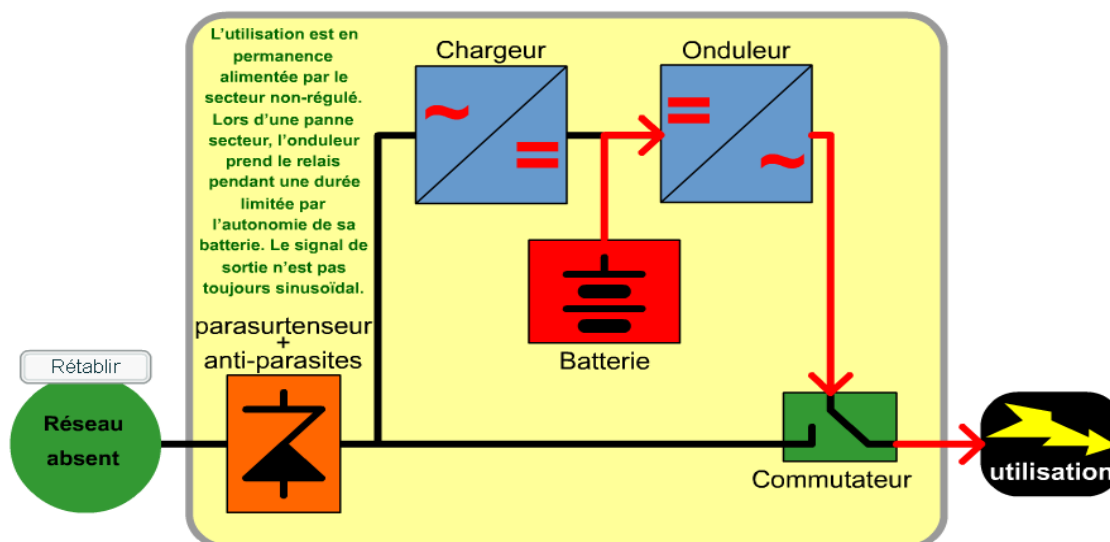 L'utilisation est en
permanence
alimentée par le
secteur non-régulé.
Lors d'une panne
secteur, l'onduleur
prend le relais
pendant une durée
limitée par
l'autonomie de sa
batterie. Le signal de
sortie n'est pas
toujours sinusoïdal.
Chargeur
Onduleur
Batterie
parasurtenseur
+
anti-parasites
Rétablir
Réseau
absent
Commutateur
utilisation